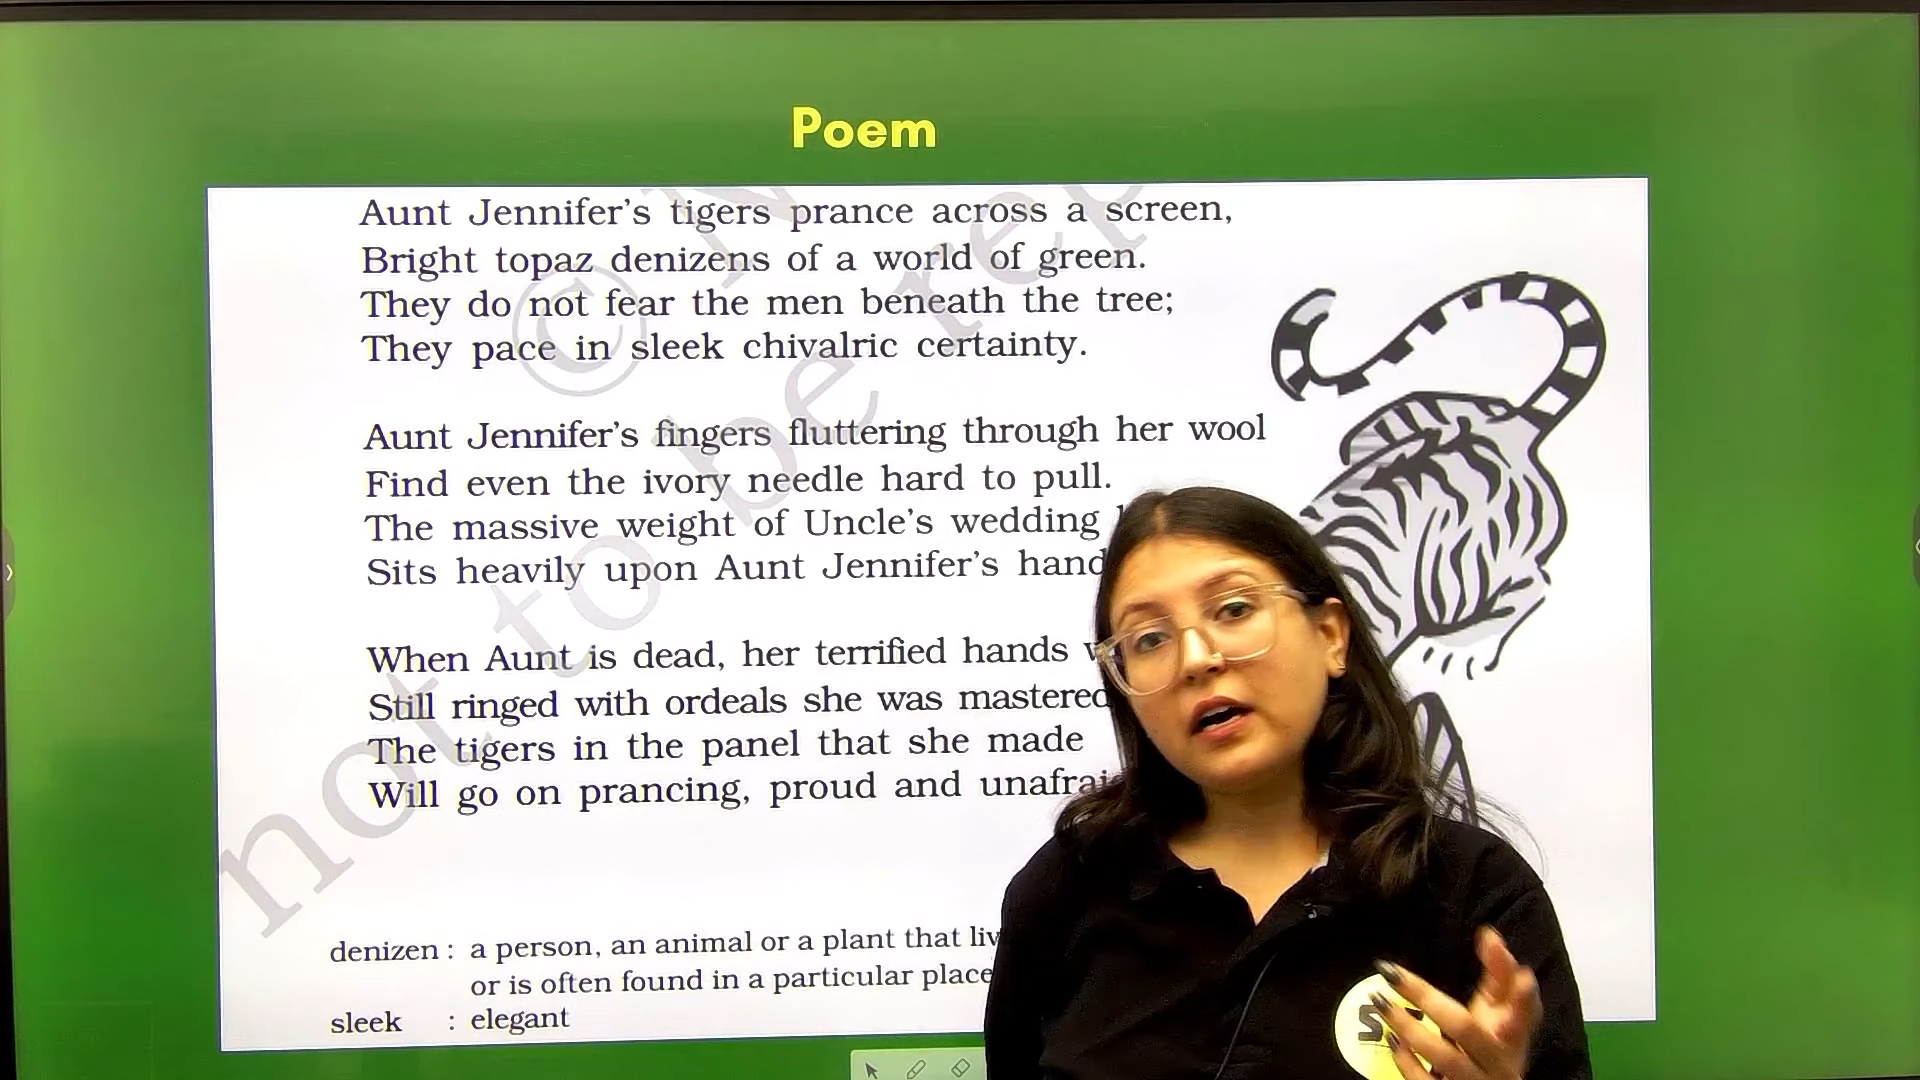 Poem
Aunt Jennifer's tigers prance across a screen,
Bright topaz denizens of a world of green.
They do not fear the men beneath the tree;
They pace in sleek chivalric certainty.
Aunt Jennifer's fingers fluttering through her wool
Find even the ivory needle hard to pull.
The massive weight of Uncle's wedding
Sits heavily upon Aunt Jennifer's hand
When Aunt is dead, her terrified hands
Still ringed with ordeals she was mastered
The tigers in the panel that she made
Will go on prancing, proud and
denizen : a person, an animal or a plant that
or is often found in a particular place
sleek : elegant
© N
not to be rep